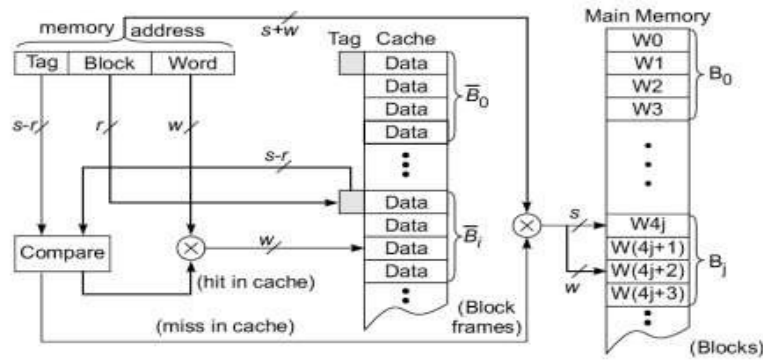 memory address
Tag Block Word
s+w
s-r
r
w
s-r
Compare
w
(hit in cache)
(miss in cache)
Tag Cache
Data
Data
Data
Data
B̅0
Data
Data
Data
Data
B̅i
(Block
frames)
Main Memory
W0
W1
W2
W3
B0
s
w
W4j
W(4j+1)
W(4j+2)
W(4j+3)
Bj
(Blocks)